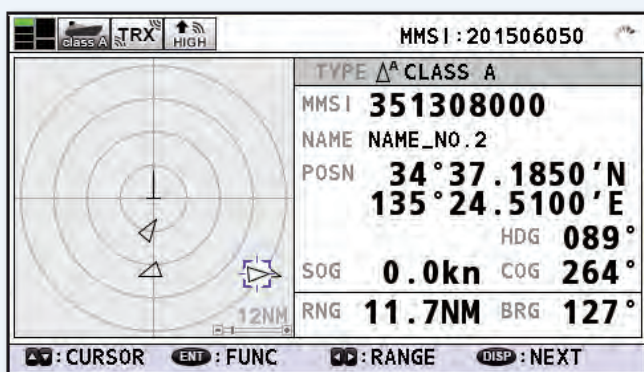 class A TRX HIGH MMSI:201506050
TYPE A CLASS A
MMSI 351308000
NAME NAME_NO.2
POSN 34°37.1850'N
135°24.5100'E
HDG 089°
SOG 0.0kn COG 264°
12NM RNG 11.7NM BRG 127°
:CURSOR ENT:FUNC :RANGE DISP:NEXT